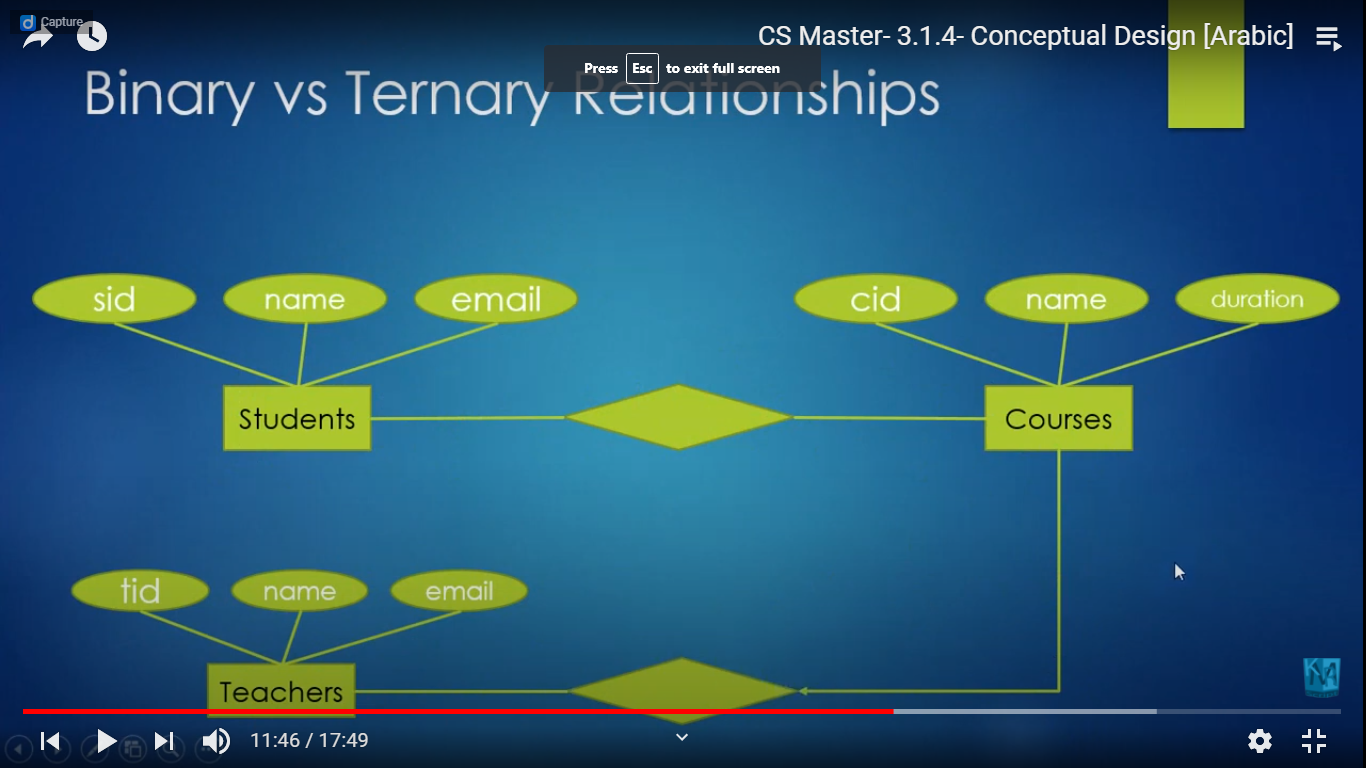 Capture
CS Master- 3.1.4- Conceptual Design [Arabic]
Press Esc to exit full screen
Binary vs Ternary Relationships
sid name email cid name duration
Students Courses
tid name email
Teachers
11:46 / 17:49